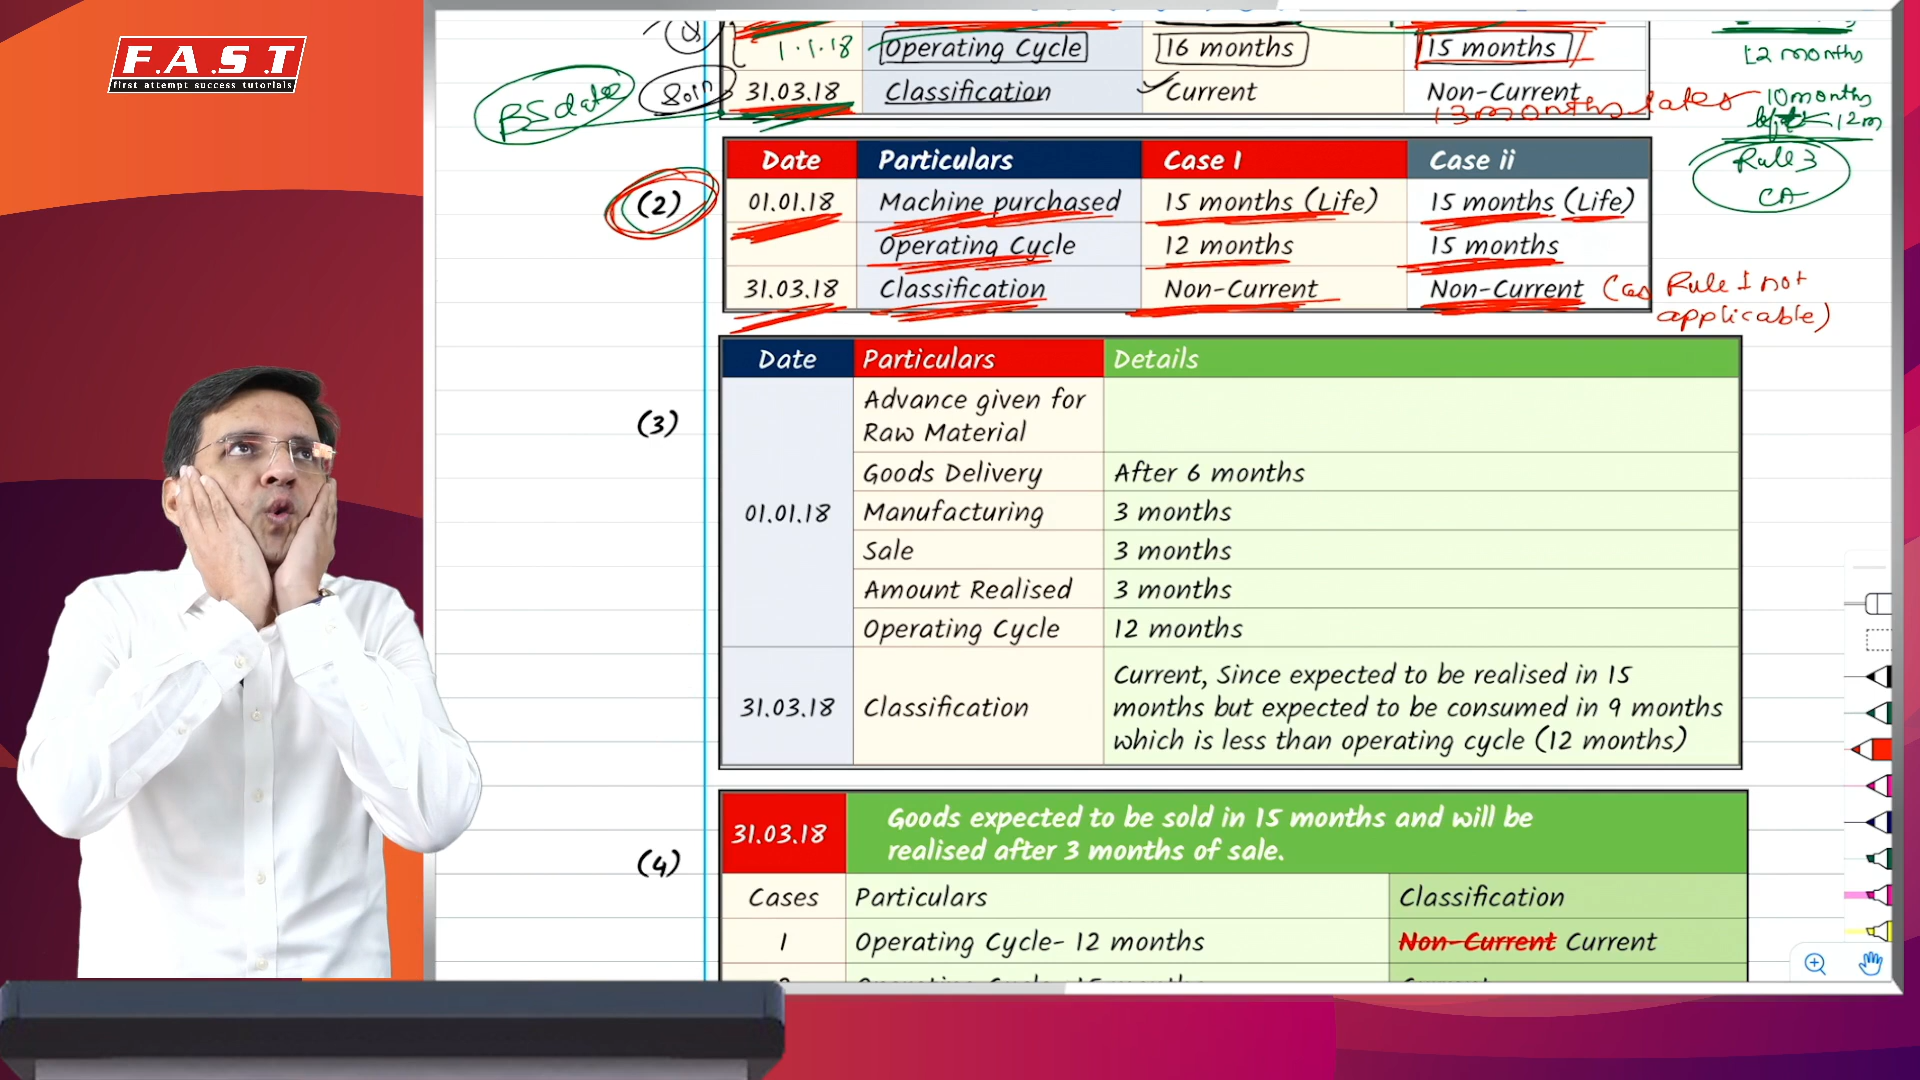 F.A.S.T
first attempt success tutorials
1.1.18 Operating Cycle 16 months 15 months
12 months
BS date 31.03.18 Classification Current Non-Current
13 months later 10 months
12m
Rule 3
CA
Date Particulars Case I Case ii
(2) 01.01.18 Machine purchased 15 months (Life) 15 months (Life)
Operating Cycle 12 months 15 months
31.03.18 Classification Non-Current Non-Current (as Rule 1 not
applicable)
Date Particulars Details
(3)
01.01.18
Advance given for
Raw Material
Goods Delivery After 6 months
Manufacturing 3 months
Sale 3 months
Amount Realised 3 months
Operating Cycle 12 months
31.03.18 Classification
Current, Since expected to be realised in 15
months but expected to be consumed in 9 months
which is less than operating cycle (12 months)
(4)
31.03.18
Goods expected to be sold in 15 months and will be
realised after 3 months of sale.
Cases Particulars Classification
1 Operating Cycle- 12 months Non-Current Current